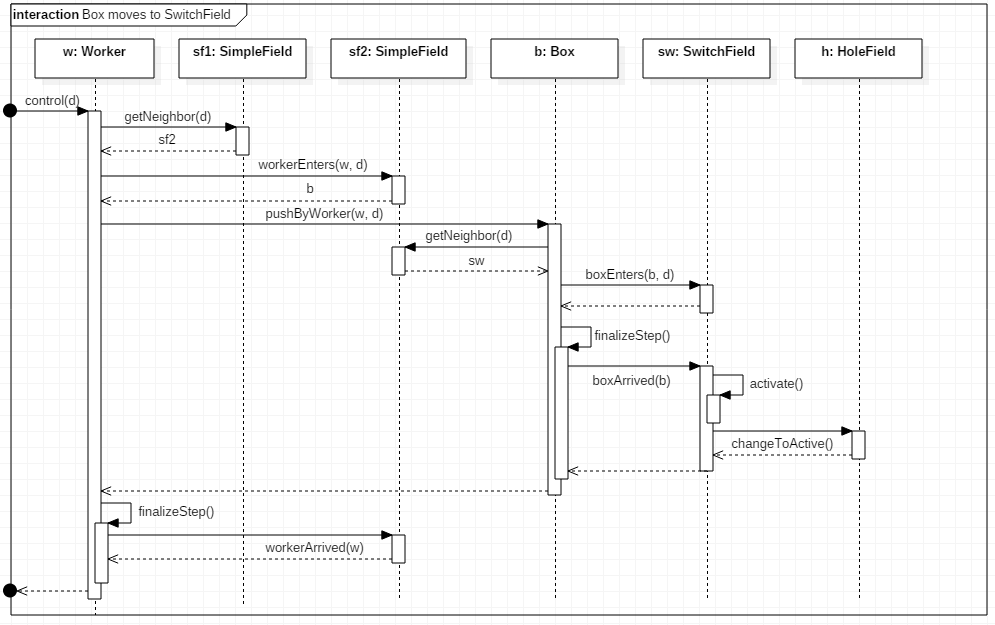 interaction Box moves to SwitchField
w: Worker
sf1: SimpleField
sf2: SimpleField
b: Box
sw: SwitchField
h: HoleField
control(d)
getNeighbor(d)
sf2
workerEnters(w, d)
b
pushByWorker(w, d)
getNeighbor(d)
sw
boxEnters(b, d)
finalizeStep()
boxArrived(b)
activate()
changeToActive()
finalizeStep()
workerArrived(w)